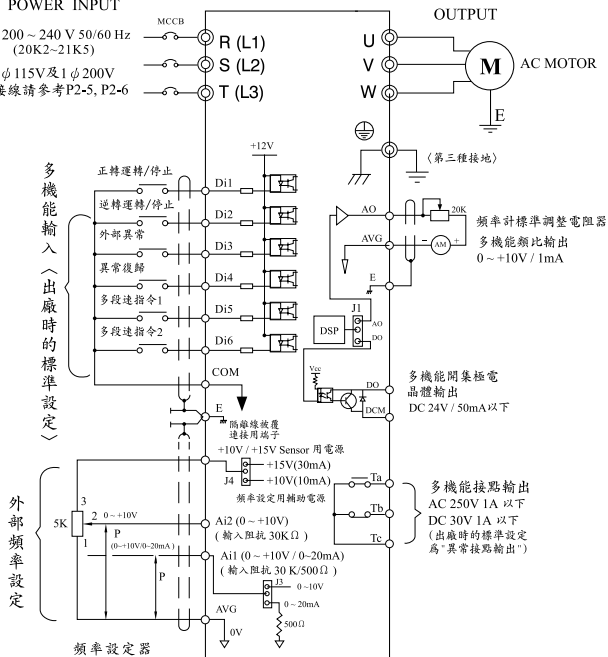 POWER INPUT
MCCB
200 ~ 240 V 50/60 Hz
(20K2~21K5)
ψ115V及1ψ200V
接線請參考P2-5, P2-6
R (L1)
S (L2)
T (L3)
OUTPUT
U
V
W
M
AC MOTOR
E
〈第三種接地〉
多機能輸入〈出廠時的標準設定〉
正轉運轉/停止
逆轉運轉/停止
外部異常
異常復歸
多段速指令1
多段速指令2
+12V
Di1
Di2
Di3
Di4
Di5
Di6
COM
E
隔離線被覆
連接用端子
AO
20K
AVG
-
AM
+
E
頻率計標準調整電阻器
多機能類比輸出
0 ~ +10V / 1mA
J1
DSP
AO
DO
Vcc
DO
DCM
多機能開集極電
晶體輸出
DC 24V / 50mA以下
+10V / +15V Sensor 用電源
+15V(30mA)
J4
+10V(10mA)
頻率設定用輔助電源
Ta
Tb
Tc
多機能接點輸出
AC 250V 1A 以下
DC 30V 1A 以下
(出廠時的標準設定
為"異常接點輸出")
外部頻率設定
3
5K
2
0 ~ +10V
1
P
(0~+10V/0~20mA)
P
Ai2 (0 ~ +10V)
( 輸入阻抗 30KΩ )
Ai1 (0 ~ +10V / 0~20mA)
( 輸入阻抗 30 K/500Ω )
J3
0 ~10V
0 ~ 20mA
500Ω
AVG
0V
頻率設定器